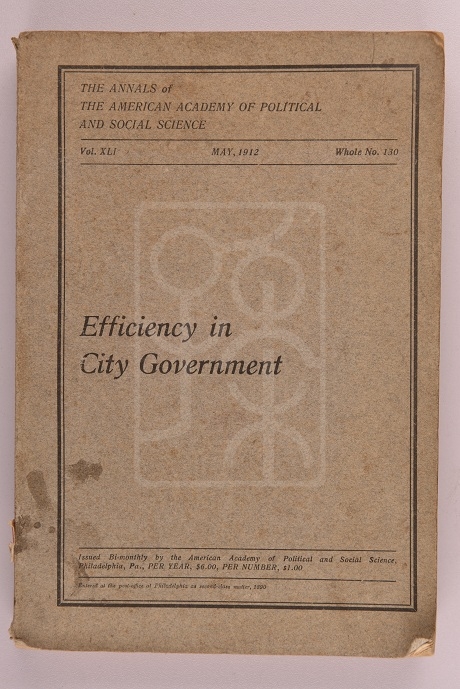 THE ANNALS of
THE AMERICAN ACADEMY OF POLITICAL
AND SOCIAL SCIENCE
Vol. XLI MAY, 1912 Whole No. 130
Efficiency in
City Government
Issued Bi-monthly by the American Academy of Political and Social Science,
Philadelphia, Pa., PER YEAR, $6.00, PER NUMBER, $1.00
Entered at the post-office at Philadelphia as second-class matter, 1890